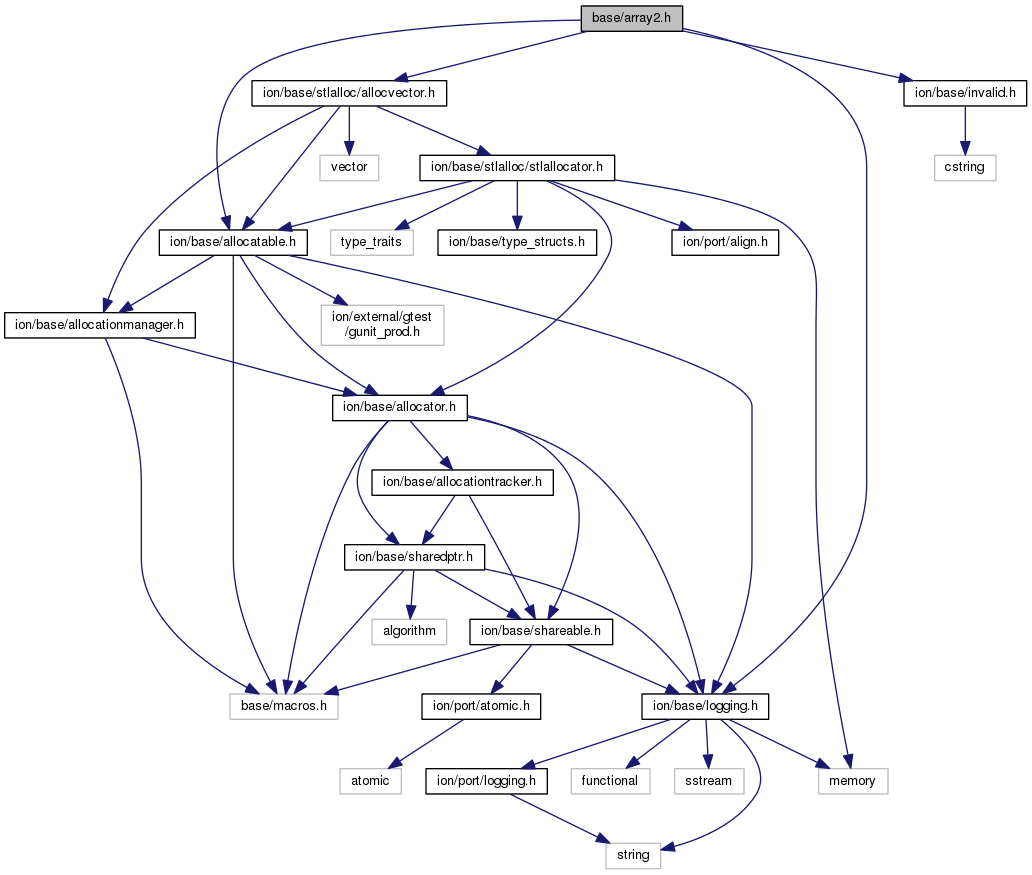 base/array2.h
ion/base/stlalloc/allocvector.h
ion/base/invalid.h
vector
ion/base/stlalloc/stlallocator.h
cstring
ion/base/allocatable.h
type_traits
ion/base/type_structs.h
ion/port/align.h
ion/base/allocationmanager.h
ion/external/gtest
/gunit_prod.h
ion/base/allocator.h
ion/base/allocationtracker.h
ion/base/sharedptr.h
algorithm
ion/base/shareable.h
base/macros.h
ion/port/atomic.h
ion/base/logging.h
atomic
ion/port/logging.h
functional
sstream
memory
string